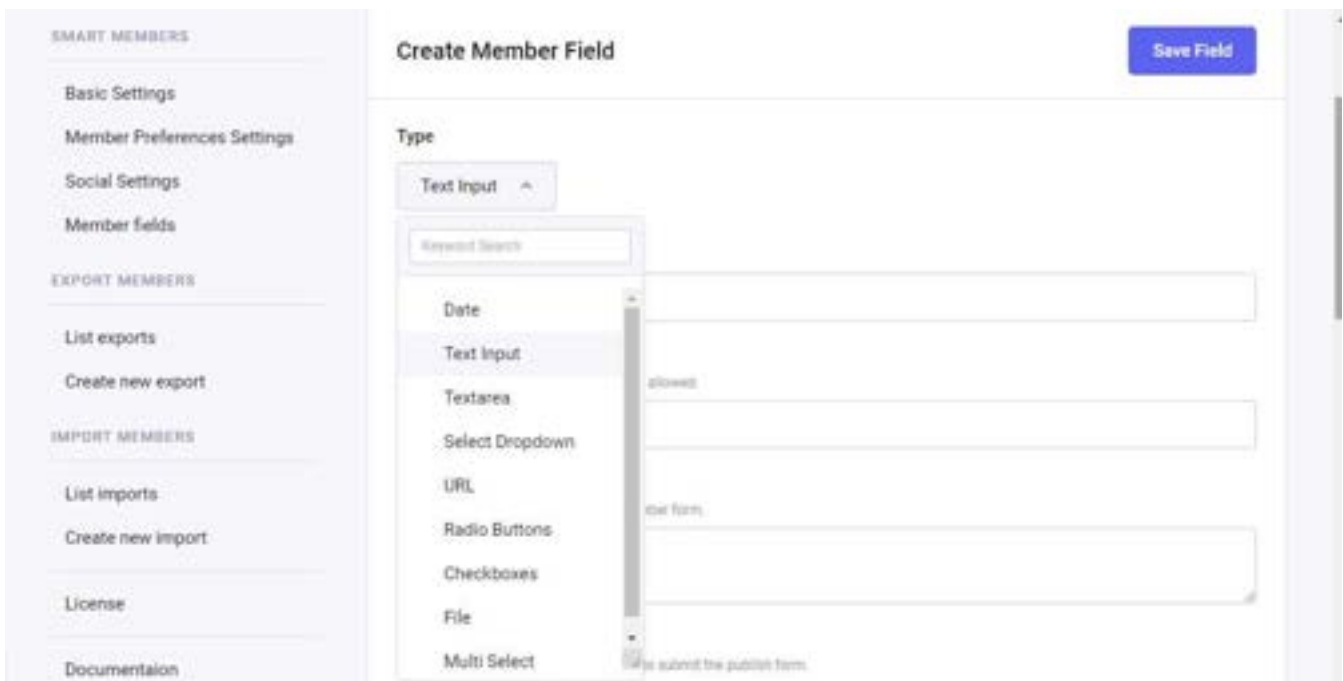 SMART MEMBERS
Basic Settings
Member Preferences Settings
Social Settings
Member fields
EXPORT MEMBERS
List exports
Create new export
IMPORT MEMBERS
List imports
Create new import
License
Documentaion
Create Member Field
Save Field
Type
Text Input
Keyword Search
Date
Text Input
Textarea
Select Dropdown
URL
Radio Buttons
Checkboxes
File
Multi Select
allowed.
form.
to submit the publish form.